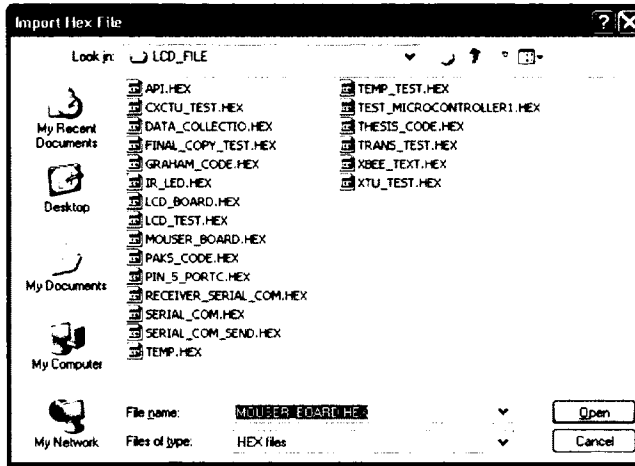 Import Hex File
Look in: LCD_FILE
My Recent Documents
Desktop
My Documents
My Computer
My Network
API.HEX
CXCTU_TEST.HEX
DATA_COLLECTIO.HEX
FINAL_COPY_TEST.HEX
GRAHAM_CODE.HEX
IR_LED.HEX
LCD_BOARD.HEX
LCD_TEST.HEX
MOUSER_BOARD.HEX
PAK5_CODE.HEX
PIN_5_PORTC.HEX
RECEIVER_SERIAL_COM.HEX
SERIAL_COM.HEX
SERIAL_COM_SEND.HEX
TEMP.HEX
TEMP_TEST.HEX
TEST_MICROCONTROLLER1.HEX
THESIS_CODE.HEX
TRANS_TEST.HEX
XBEE_TEXT.HEX
XTU_TEST.HEX
File name: MOUSER_BOARD.HEX
Open
Files of type: HEX files
Cancel